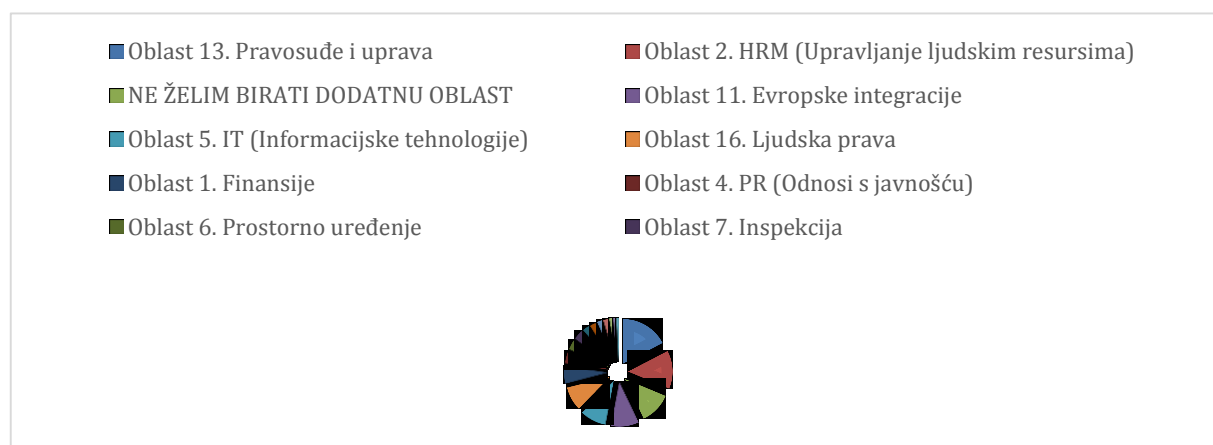 Oblast 13. Pravosuđe i uprava
Oblast 2. HRM (Upravljanje ljudskim resursima)
NE ŽELIM BIRATI DODATNU OBLAST
Oblast 11. Evropske integracije
Oblast 5. IT (Informacijske tehnologije)
Oblast 16. Ljudska prava
Oblast 1. Finansije
Oblast 4. PR (Odnosi s javnošću)
Oblast 6. Prostorno uređenje
Oblast 7. Inspekcija